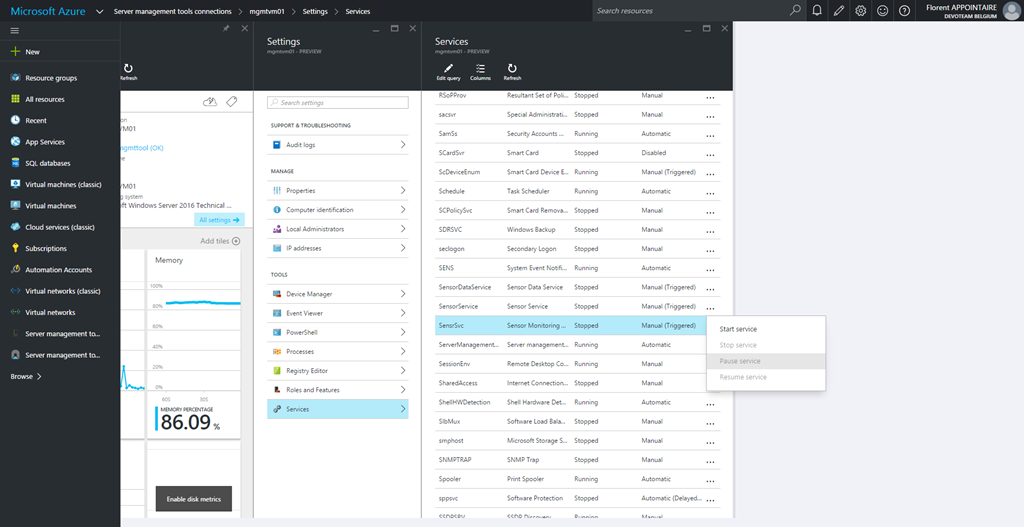 Microsoft Azure
Server management tools connections > mgmtvm01 > Settings > Services
Search resources
Florent APPOINTAIRE
DEVOTEAM BELGIUM
New
Resource groups
All resources
Recent
App Services
SQL databases
Virtual machines (classic)
Virtual machines
Cloud services (classic)
Subscriptions
Automation Accounts
Virtual networks (classic)
Virtual networks
Server management to...
Server management to...
Browse >
Refresh
VM01
mgmttool (OK)
VM01
g system
oft Windows Server 2016 Technical ...
All settings →
Add tiles
Memory
100%
80%
60%
40%
20%
0%
80S
30S
MEMORY PERCENTAGE
86.09 %
Enable disk metrics
Settings
mgmtvm01 - PREVIEW
Search settings
SUPPORT & TROUBLESHOOTING
Audit logs
MANAGE
Properties
Computer identification
Local Administrators
IP addresses
TOOLS
Device Manager
Event Viewer
PowerShell
Processes
Registry Editor
Roles and Features
Services
Services
mgmtvm01 - PREVIEW
Edit query Columns Refresh
RSoPProv Resultant Set of Poli... Stopped Manual ...
sacsvr Special Administrati... Stopped Manual ...
SamSs Security Accounts ... Running Automatic ...
SCardSvr Smart Card Stopped Disabled ...
ScDeviceEnum Smart Card Device E... Running Manual (Triggered) ...
Schedule Task Scheduler Running Automatic ...
SCPolicySvc Smart Card Remova... Stopped Manual ...
SDRSVC Windows Backup Stopped Manual ...
seclogon Secondary Logon Stopped Manual ...
SENS System Event Notifi... Running Automatic ...
SensorDataService Sensor Data Service Stopped Manual (Triggered) ...
SensorService Sensor Service Stopped Manual (Triggered) ...
SensrSvc Sensor Monitoring ... Stopped Manual (Triggered)
ServerManagement... Server management... Running Automatic
SessionEnv Remote Desktop Co... Running Manual
SharedAccess Internet Connection... Stopped Manual
ShellHWDetection Shell Hardware Det... Running Automatic ...
SlbMux Software Load Bala... Stopped Manual ...
smphost Microsoft Storage S... Stopped Manual ...
SNMPTRAP SNMP Trap Stopped Manual ...
Spooler Print Spooler Running Automatic ...
sppsvc Software Protection Stopped Automatic (Delayed... ...
SSDPSRV SSDP Discovery Stopped Manual
Start service
Stop service
Pause service
Resume service